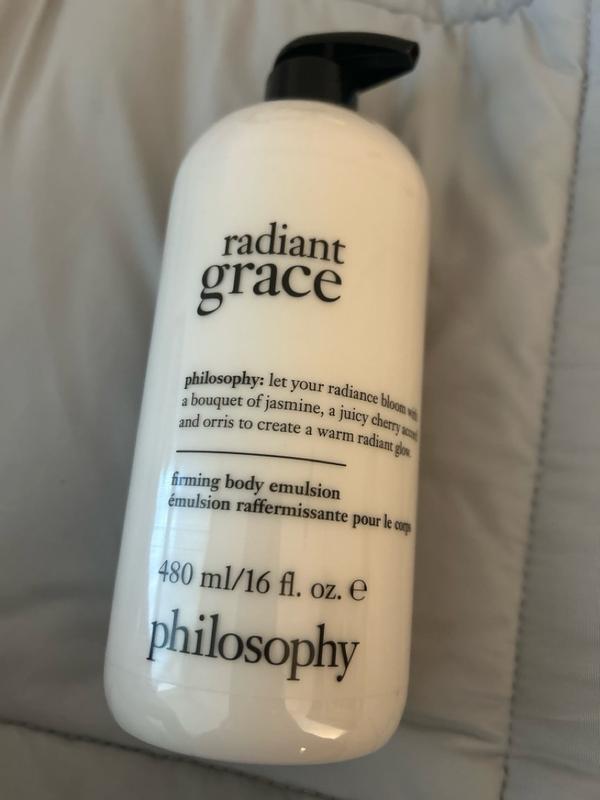 radiant
grace
philosophy: let your radiance bloom with
a bouquet of jasmine, a juicy cherry accord
and orris to create a warm radiant glow.
firming body emulsion
émulsion raffermissante pour le corps
480 ml/16 fl. oz. e
philosophy